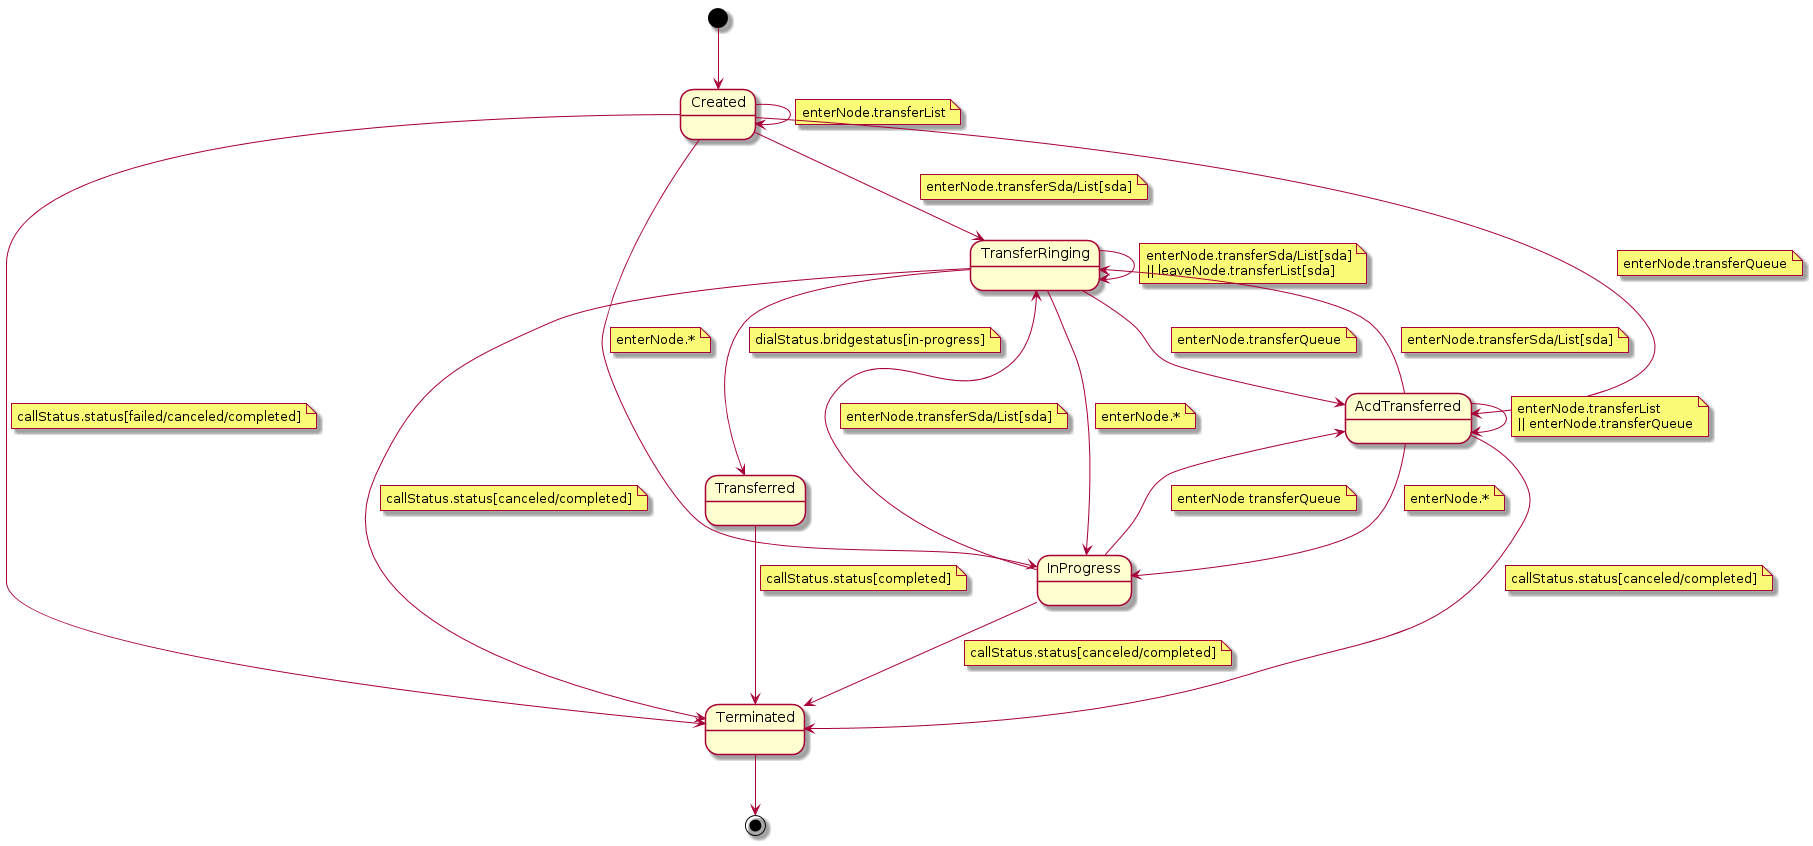 Created
enterNode.transferList
enterNode.transferSda/List[sda]
TransferRinging
enterNode.transferSda/List[sda]
|| leaveNode.transferList[sda]
enterNode.transferQueue
enterNode.*
dialStatus.bridgestatus[in-progress]
enterNode.transferQueue
enterNode.transferSda/List[sda]
callStatus.status[failed/canceled/completed]
enterNode.transferSda/List[sda]
enterNode.*
AcdTransferred
enterNode.transferList
|| enterNode.transferQueue
callStatus.status[canceled/completed]
Transferred
enterNode transferQueue
enterNode.*
callStatus.status[completed]
InProgress
callStatus.status[canceled/completed]
callStatus.status[canceled/completed]
Terminated